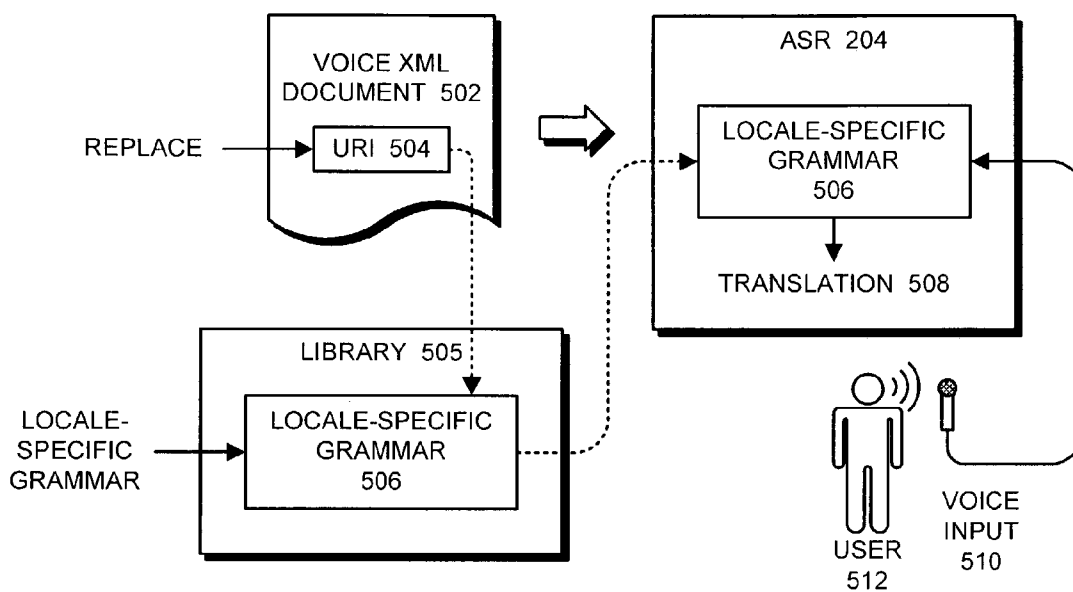 VOICE XML
DOCUMENT 502
REPLACE
URI 504
ASR 204
LOCALE-SPECIFIC
GRAMMAR
506
TRANSLATION 508
LIBRARY 505
LOCALE-
SPECIFIC
GRAMMAR
LOCALE-SPECIFIC
GRAMMAR
506
USER
512
VOICE
INPUT
510